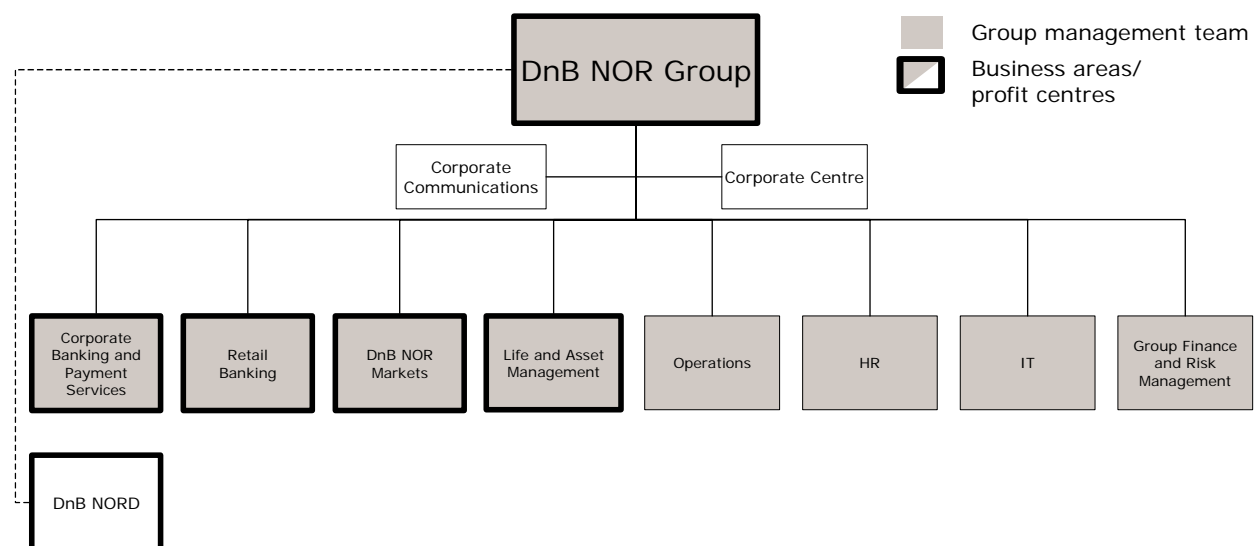 DnB NOR Group
Group management team
Business areas/
profit centres
Corporate
Communications
Corporate Centre
Corporate
Banking and
Payment
Services
Retail
Banking
DnB NOR
Markets
Life and Asset
Management
Operations
HR
IT
Group Finance
and Risk
Management
DnB NORD